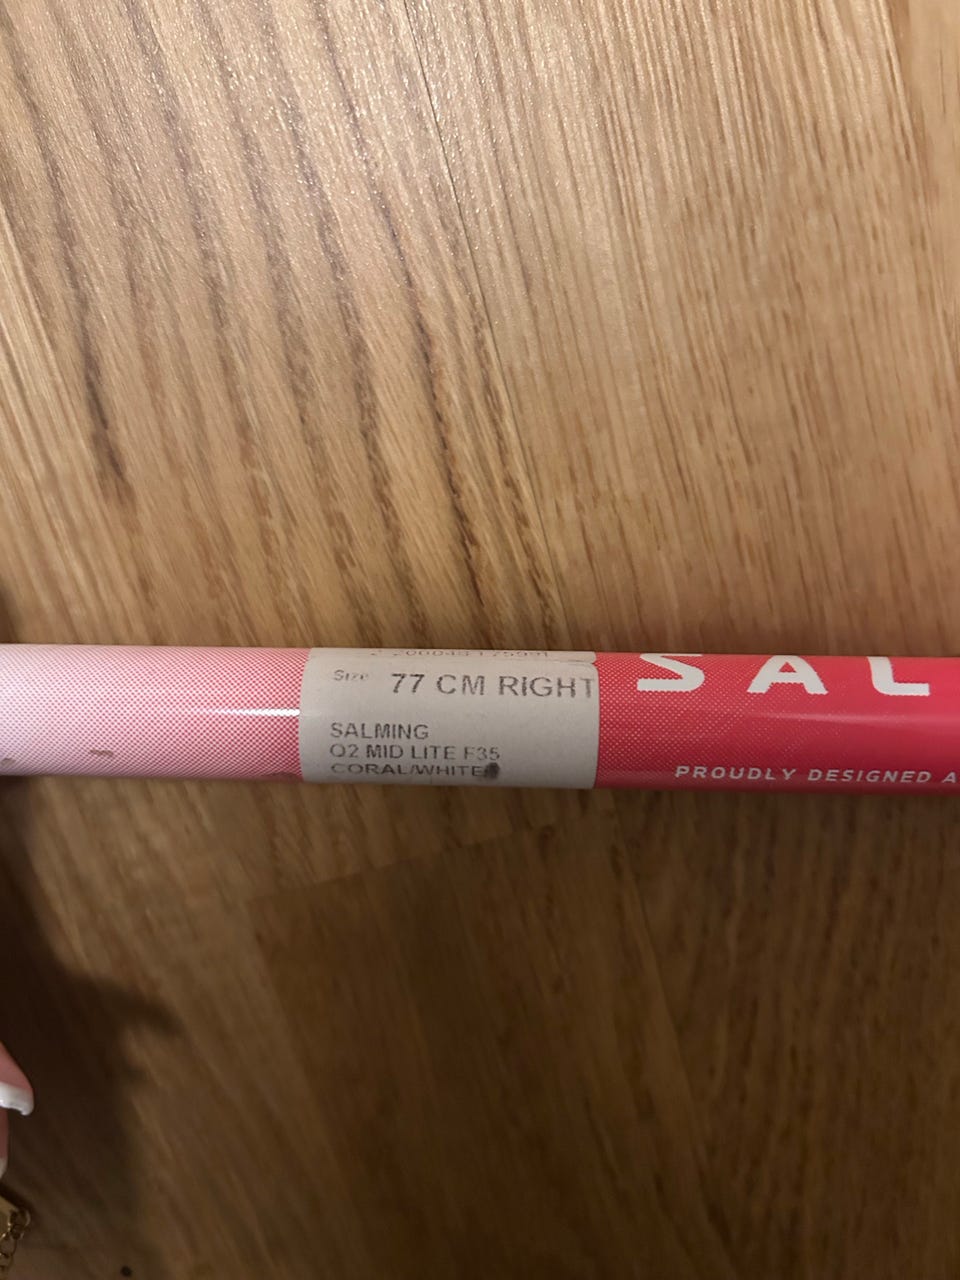 Size 77 CM RIGHT
SALMING
Q2 MID LITE F35
CORAL/WHITE
SAL
PROUDLY DESIGNED A